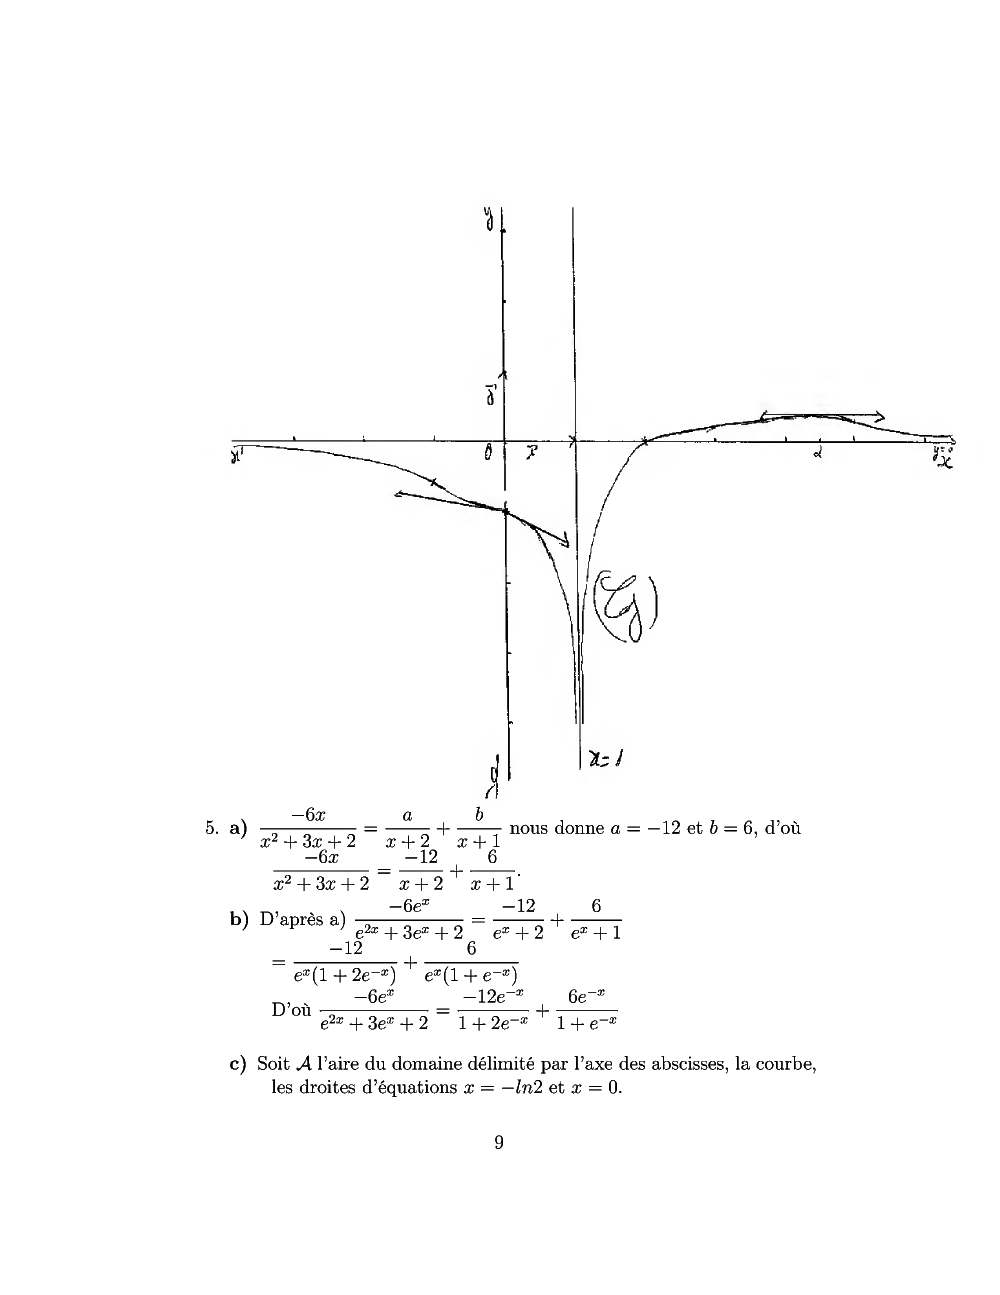 y
j⃗
x'
0
i⃗
α
y=0
x
(𝒞g)
x=1
y'
5. a) $\frac{-6x}{x^2+3x+2} = \frac{a}{x+2} + \frac{b}{x+1}$ nous donne $a = -12$ et $b = 6$, d'où
$\frac{-6x}{x^2+3x+2} = \frac{-12}{x+2} + \frac{6}{x+1}.$
b) D'après a) $\frac{-6e^x}{e^{2x}+3e^x+2} = \frac{-12}{e^x+2} + \frac{6}{e^x+1}$
$= \frac{-12}{e^x(1+2e^{-x})} + \frac{6}{e^x(1+e^{-x})}$
D'où $\frac{-6e^x}{e^{2x}+3e^x+2} = \frac{-12e^{-x}}{1+2e^{-x}} + \frac{6e^{-x}}{1+e^{-x}}$
c) Soit $\mathcal{A}$ l'aire du domaine délimité par l'axe des abscisses, la courbe,
les droites d'équations $x = -ln2$ et $x = 0$.
9